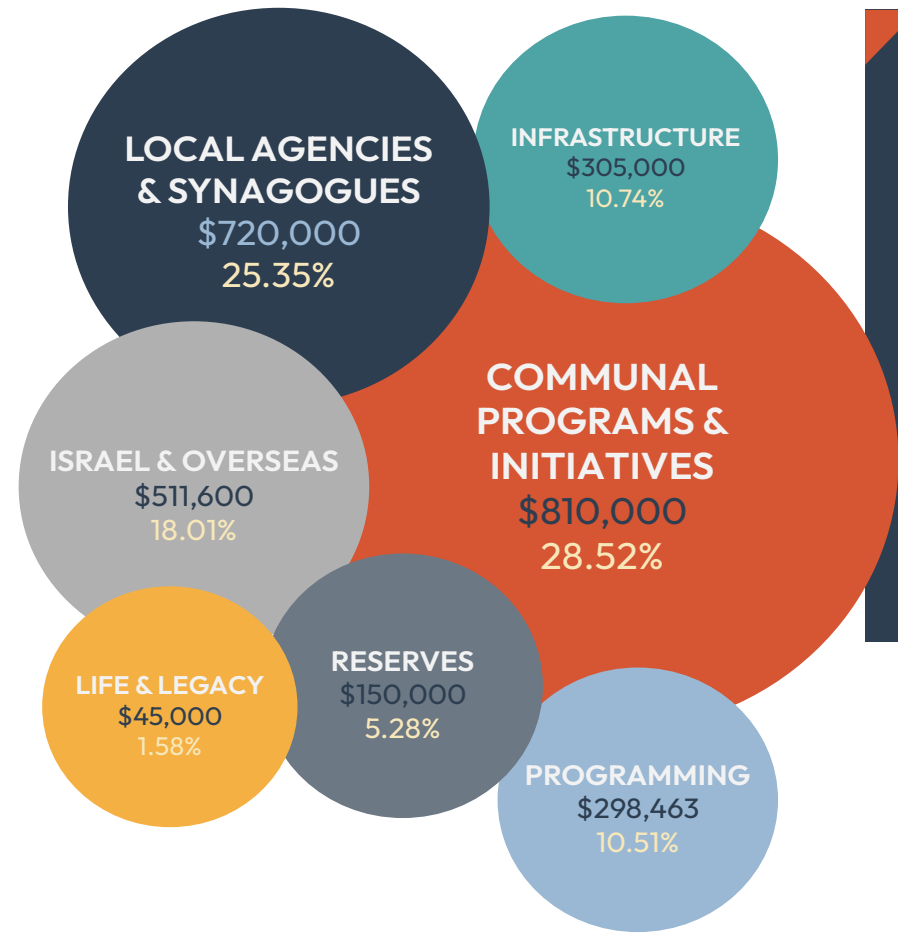 LOCAL AGENCIES
& SYNAGOGUES
$720,000
25.35%
INFRASTRUCTURE
$305,000
10.74%
COMMUNAL
PROGRAMS &
INITIATIVES
$810,000
28.52%
ISRAEL & OVERSEAS
$511,600
18.01%
RESERVES
$150,000
5.28%
LIFE & LEGACY
$45,000
1.58%
PROGRAMMING
$298,463
10.51%